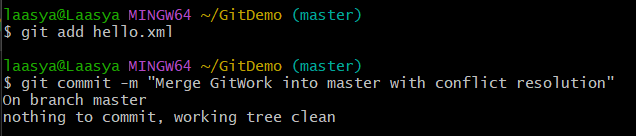 laasya@Laasya MINGW64 ~/GitDemo (master)
$ git add hello.xml
laasya@Laasya MINGW64 ~/GitDemo (master)
$ git commit -m "Merge GitWork into master with conflict resolution"
On branch master
nothing to commit, working tree clean